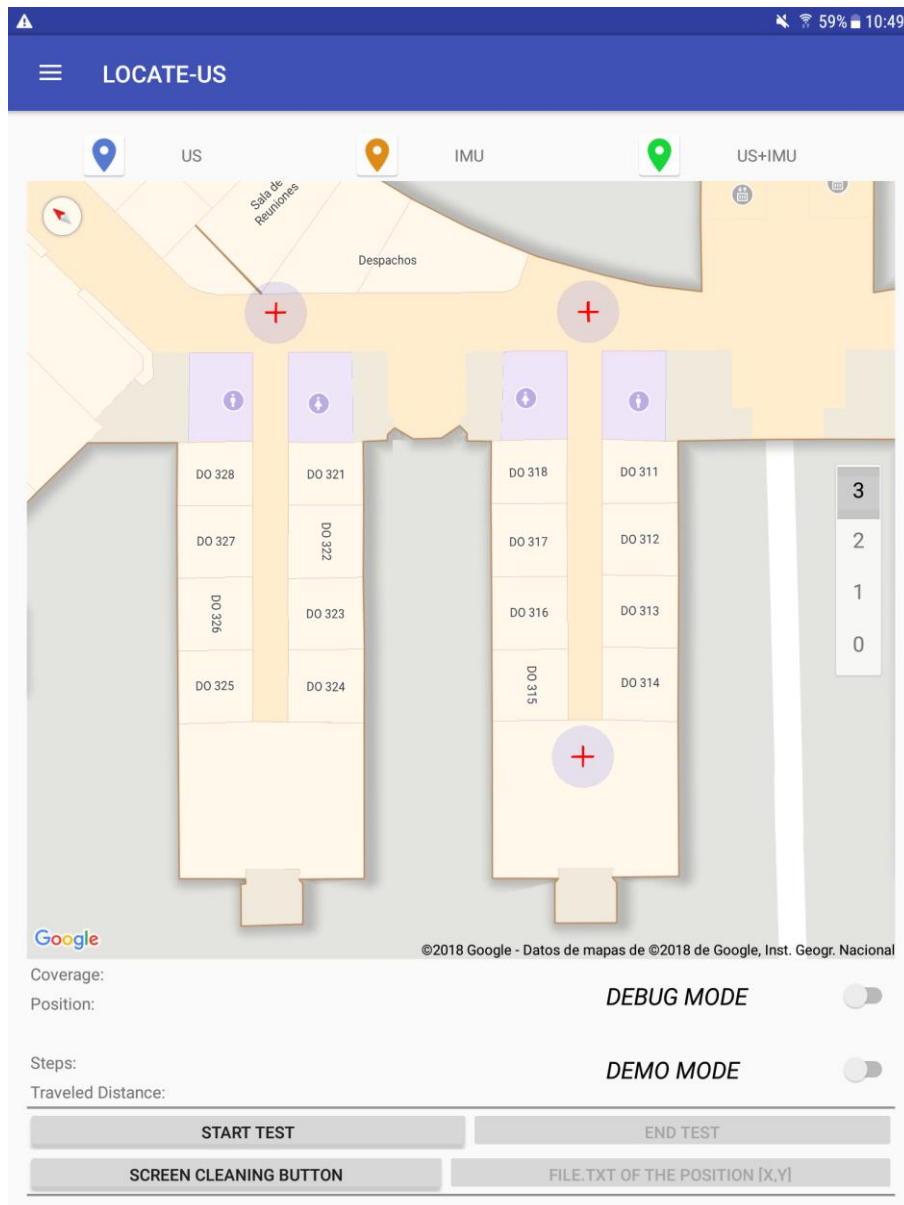 59% 10:49
LOCATE-US
US IMU US+IMU
Sala de
Reuniones
Despachos
DO 328 DO 321 DO 318 DO 311
DO 327 DO 322 DO 317 DO 312
DO 326 DO 323 DO 316 DO 313
DO 325 DO 324 DO 315 DO 314
3
2
1
0
Google
©2018 Google - Datos de mapas de ©2018 de Google, Inst. Geogr. Nacional
Coverage:
Position:
DEBUG MODE
Steps:
Traveled Distance:
DEMO MODE
START TEST END TEST
SCREEN CLEANING BUTTON FILE.TXT OF THE POSITION [X,Y]